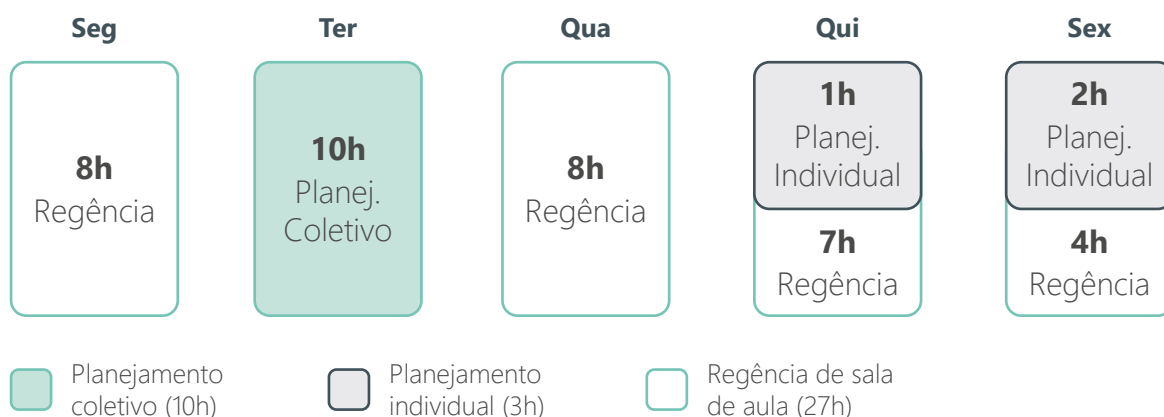 Seg
Ter
Qua
Qui
Sex
8h
Regência
10h
Planej.
Coletivo
8h
Regência
1h
Planej.
Individual
7h
Regência
2h
Planej.
Individual
4h
Regência
Planejamento
coletivo (10h)
Planejamento
individual (3h)
Regência de sala
de aula (27h)